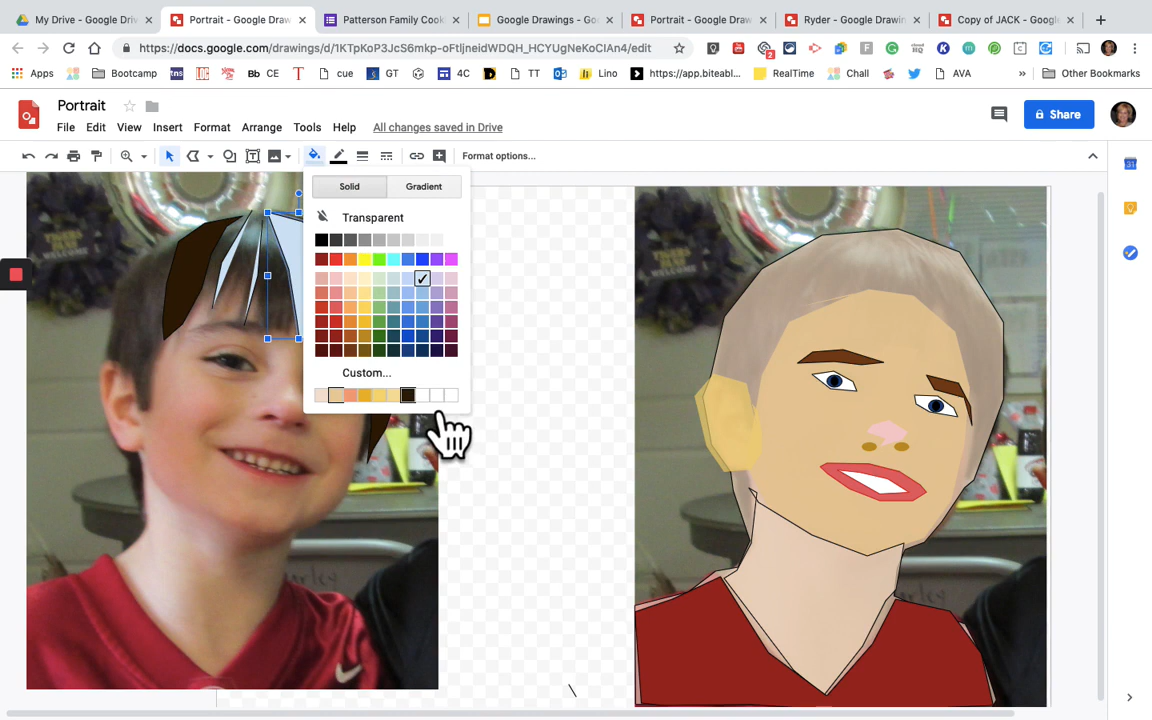 My Drive - Google Driv
Portrait - Google Draw
Patterson Family Cook
Google Drawings - Go
Portrait - Google Draw
Ryder - Google Drawin
Copy of JACK - Google
https://docs.google.com/drawings/d/1KTpKoP3JcS6mkp-oFtljneidWDQH_HCYUgNeKoCIAn4/edit
Apps
Bootcamp
tns
Bb CE
T
cue
GT
4C
TT
Lino
https://app.biteabl...
RealTime
Chall
AVA
»
Other Bookmarks
Portrait
Share
File Edit View Insert Format Arrange Tools Help All changes saved in Drive
Format options...
Solid Gradient
Transparent
Custom...